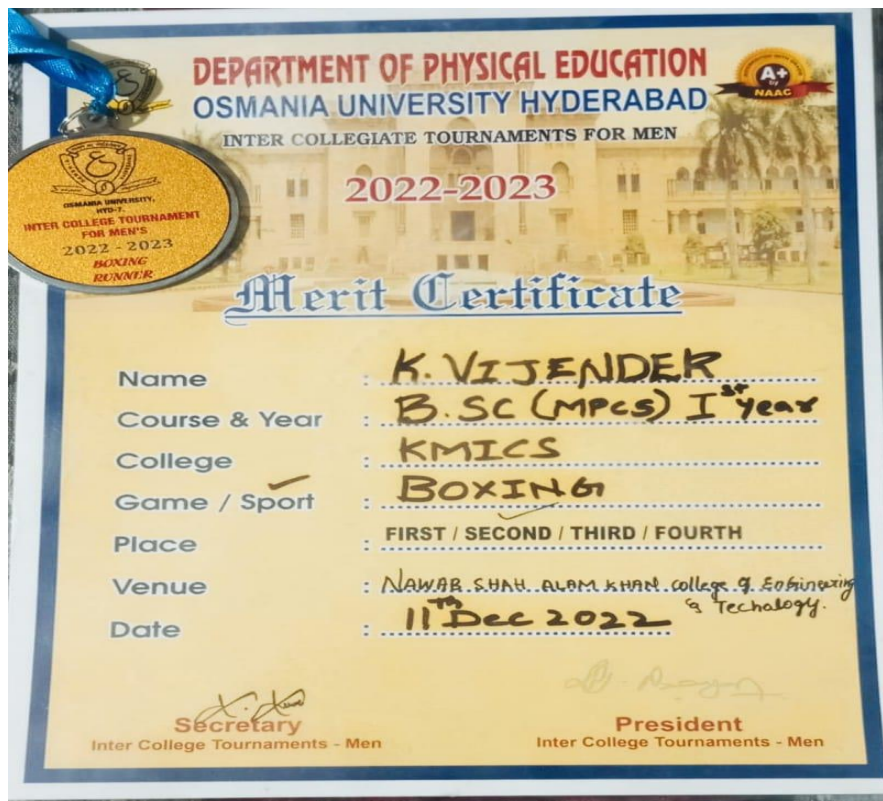 DEPARTMENT OF PHYSICAL EDUCATION
OSMANIA UNIVERSITY HYDERABAD
INTER COLLEGIATE TOURNAMENTS FOR MEN
2022-2023
A+
by
NAAC
OSMANIA UNIVERSITY,
HYD-7.
INTER COLLEGE TOURNAMENT
FOR MEN'S
2022 - 2023
BOXING
RUNNER
Merit Certificate
Name : K. VIJENDER
Course & Year : B.SC (MPCS) Ist year
College : KMICS
Game / Sport : BOXING
Place : FIRST / SECOND / THIRD / FOURTH
Venue : NAWAB SHAH ALAM KHAN College of Engineering
& Techalogy.
Date : 11th Dec 2022
Secretary
Inter College Tournaments - Men
President
Inter College Tournaments - Men